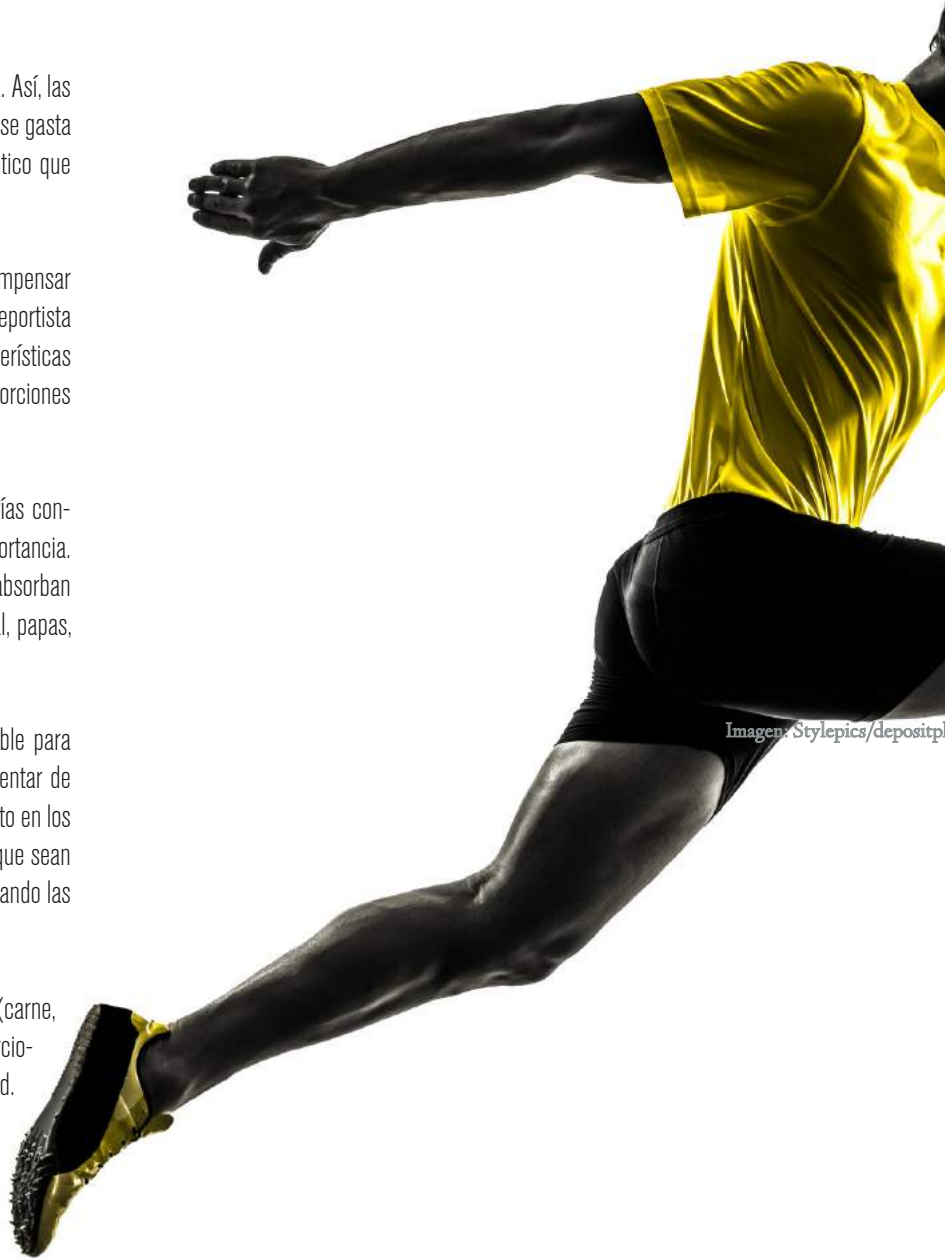 . Así, las
se gasta
tico que
mpensar
eportista
erísticas
orciones
ías con-
ortancia.
absorban
l, papas,
ble para
entar de
to en los
que sean
ando las
(carne,
cio-
d.
Imagen: Stylepics/depositp